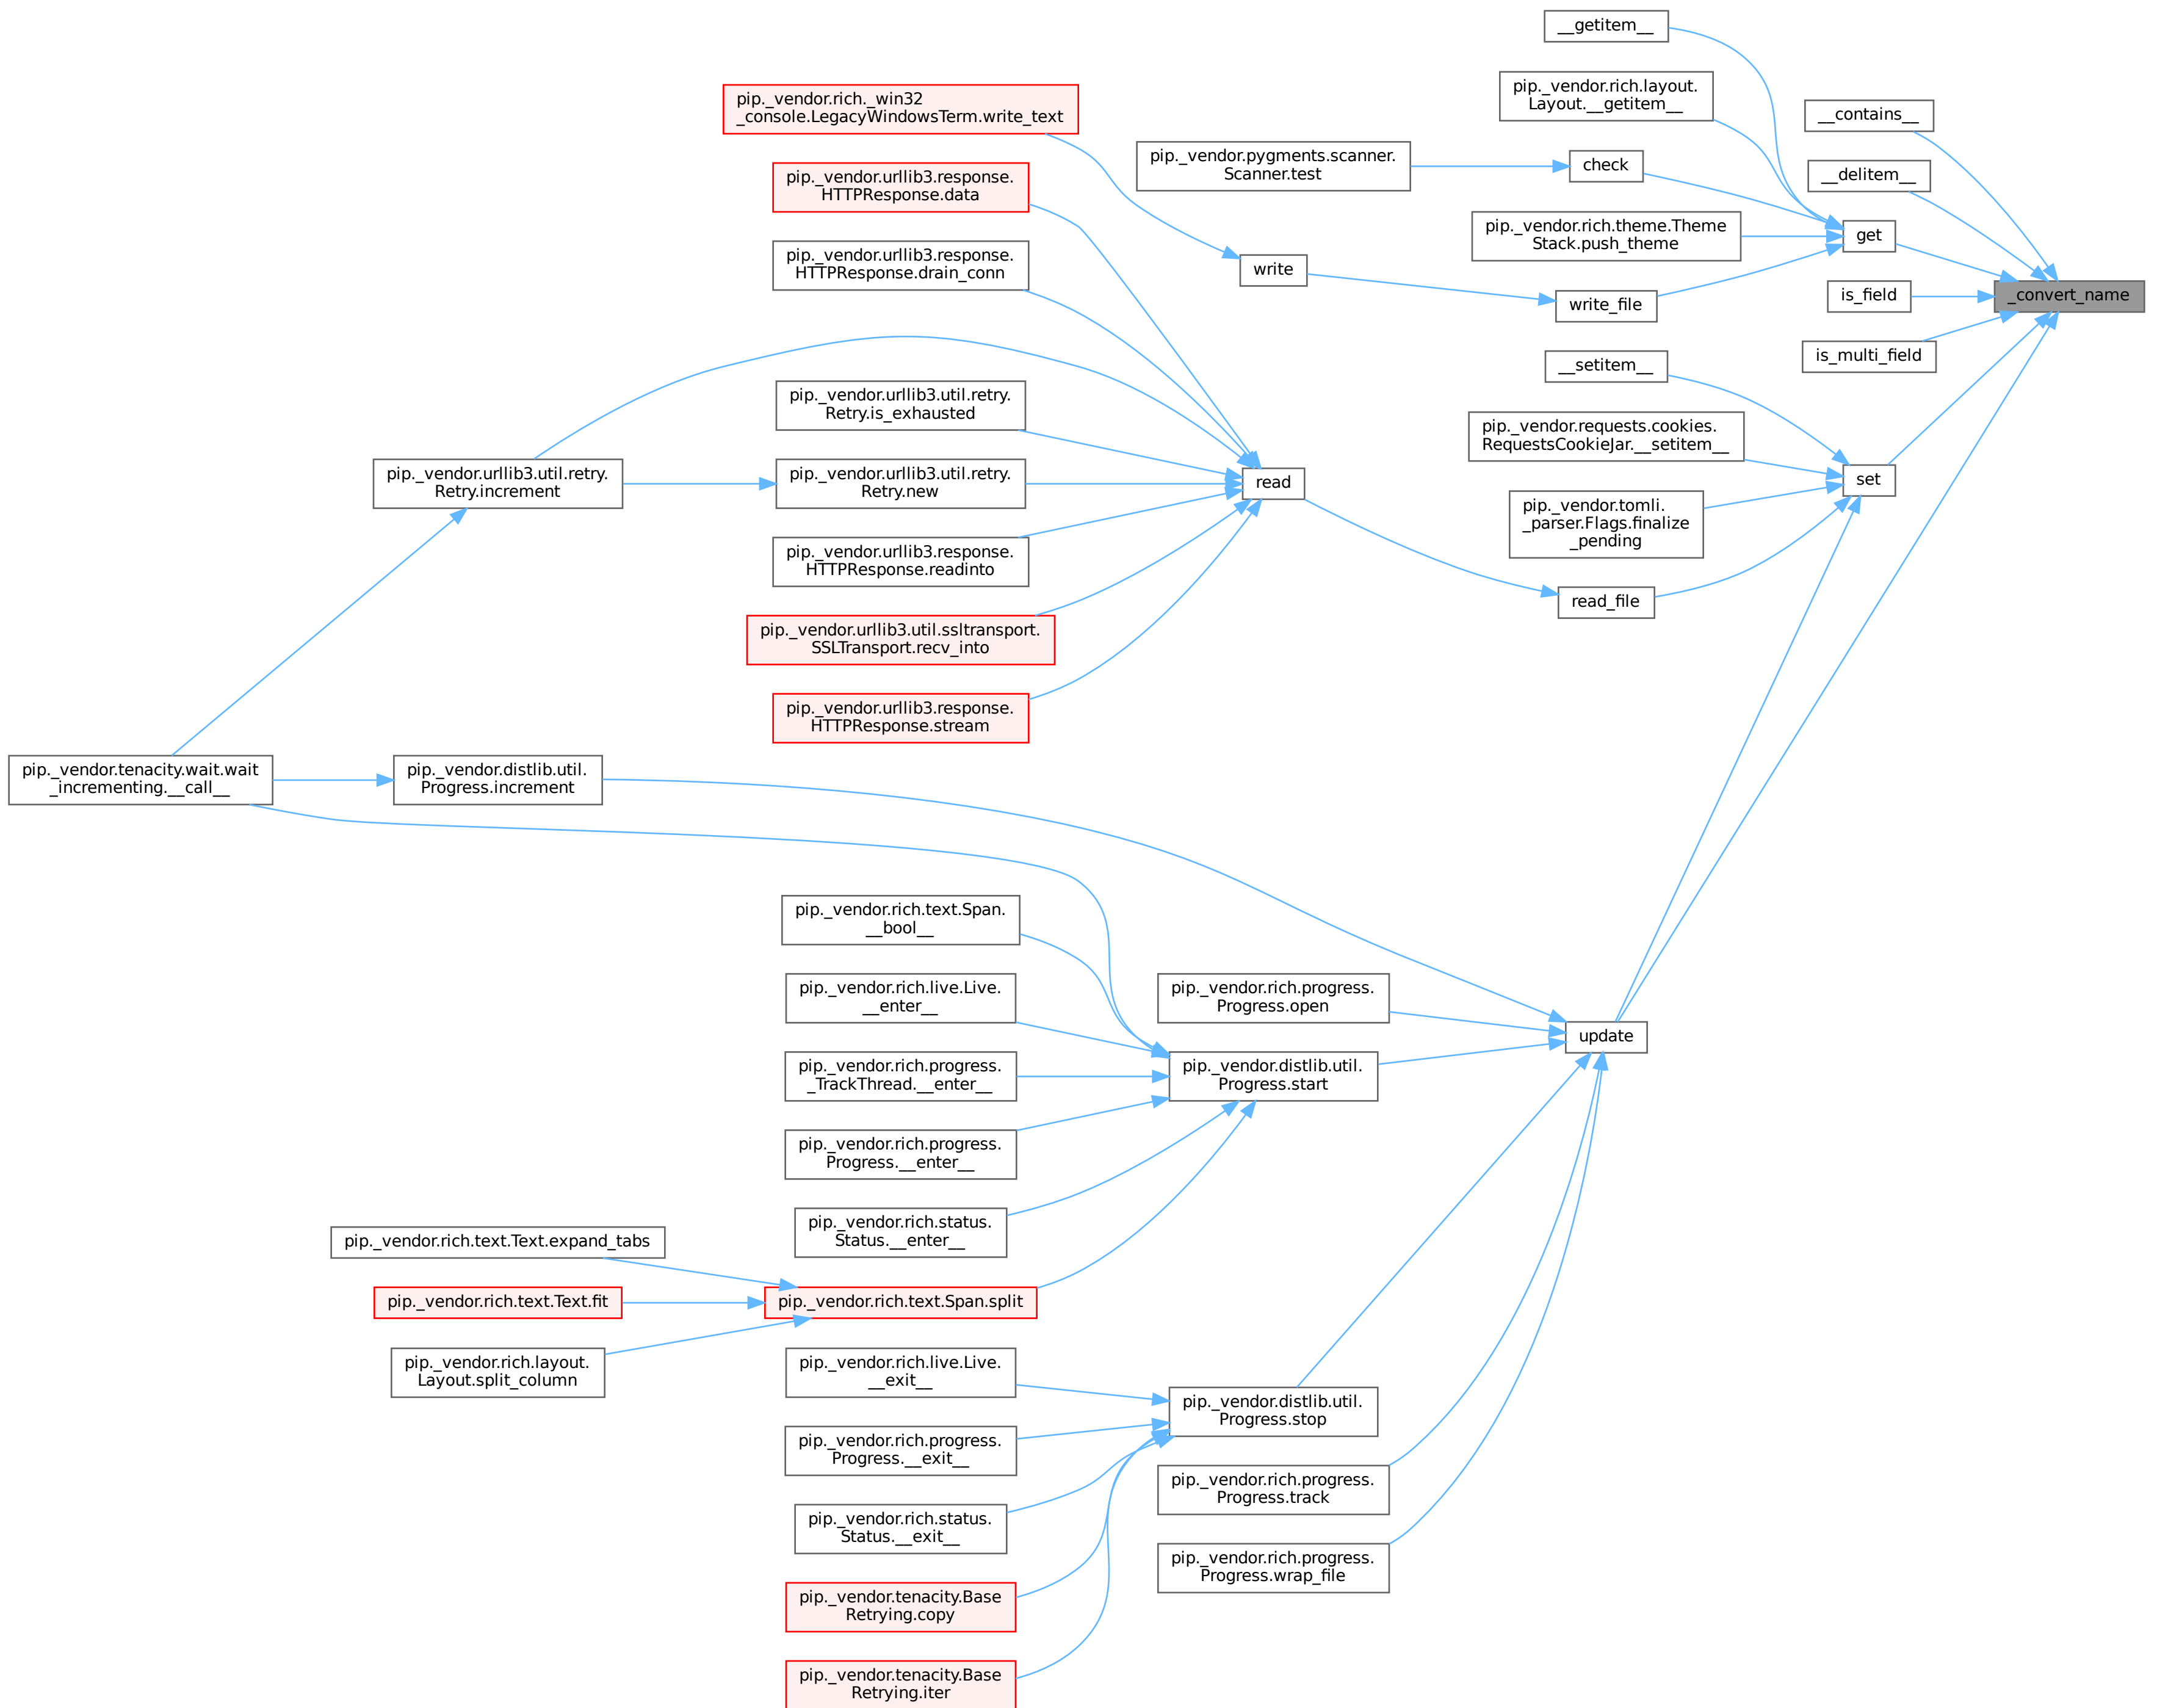 __getitem__
pip._vendor.rich.layout.
Layout.__getitem__
pip._vendor.rich._win32
_console.LegacyWindowsTerm.write_text
__contains__
pip._vendor.pygments.scanner.
Scanner.test
check
__delitem__
pip._vendor.urllib3.response.
HTTPResponse.data
pip._vendor.rich.theme.Theme
Stack.push_theme
get
pip._vendor.urllib3.response.
HTTPResponse.drain_conn
write
write_file
is_field
_convert_name
is_multi_field
__setitem__
pip._vendor.urllib3.util.retry.
Retry.is_exhausted
pip._vendor.requests.cookies.
RequestsCookieJar.__setitem__
pip._vendor.urllib3.util.retry.
Retry.increment
pip._vendor.urllib3.util.retry.
Retry.new
read
set
pip._vendor.tomli.
_parser.Flags.finalize
_pending
pip._vendor.urllib3.response.
HTTPResponse.readinto
read_file
pip._vendor.urllib3.util.ssltransport.
SSLTransport.recv_into
pip._vendor.urllib3.response.
HTTPResponse.stream
pip._vendor.tenacity.wait.wait
_incrementing.__call__
pip._vendor.distlib.util.
Progress.increment
pip._vendor.rich.text.Span.
__bool__
pip._vendor.rich.live.Live.
__enter__
pip._vendor.rich.progress.
Progress.open
update
pip._vendor.rich.progress.
_TrackThread.__enter__
pip._vendor.distlib.util.
Progress.start
pip._vendor.rich.progress.
Progress.__enter__
pip._vendor.rich.status.
Status.__enter__
pip._vendor.rich.text.Text.expand_tabs
pip._vendor.rich.text.Text.fit
pip._vendor.rich.text.Span.split
pip._vendor.rich.layout.
Layout.split_column
pip._vendor.rich.live.Live.
__exit__
pip._vendor.distlib.util.
Progress.stop
pip._vendor.rich.progress.
Progress.__exit__
pip._vendor.rich.progress.
Progress.track
pip._vendor.rich.status.
Status.__exit__
pip._vendor.rich.progress.
Progress.wrap_file
pip._vendor.tenacity.Base
Retrying.copy
pip._vendor.tenacity.Base
Retrying.iter